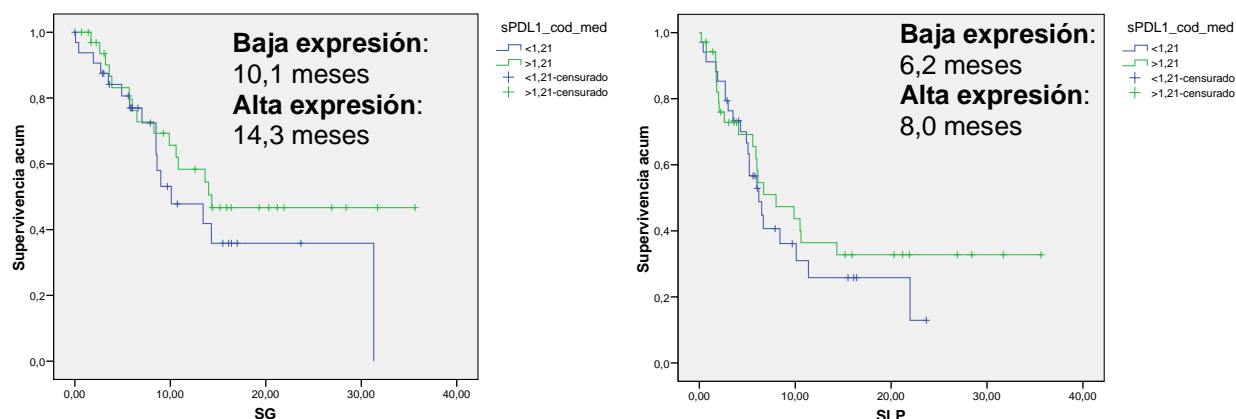 Baja expresión:
10,1 meses
Alta expresión:
14,3 meses
sPDL1_cod_med
<1,21
>1,21
<1,21-censurado
>1,21-censurado
Supervivencia acum
1,0
0,8
0,6
0,4
0,2
0,0
0,00 10,00 20,00 30,00 40,00
SG
Baja expresión:
6,2 meses
Alta expresión:
8,0 meses
sPDL1_cod_med
<1,21
>1,21
<1,21-censurado
>1,21-censurado
Supervivencia acum
1,0
0,8
0,6
0,4
0,2
0,0
0,00 10,00 20,00 30,00 40,00
SLP